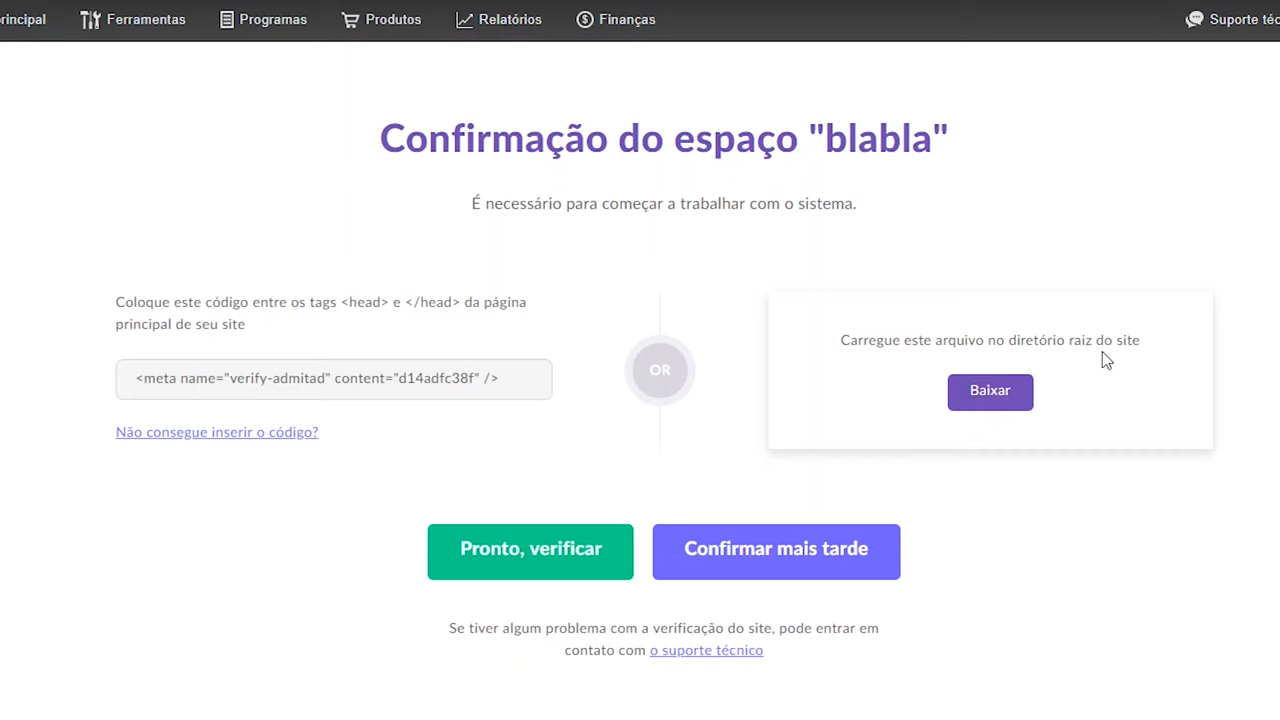 rincipal Ferramentas Programas Produtos Relatórios Finanças Suporte téc
Confirmação do espaço "blabla"
É necessário para começar a trabalhar com o sistema.
Coloque este código entre os tags <head> e </head> da página
principal de seu site
<meta name="verify-admitad" content="d14adfc38f" />
Não consegue inserir o código?
OR
Carregue este arquivo no diretório raiz do site
Baixar
Pronto, verificar
Confirmar mais tarde
Se tiver algum problema com a verificação do site, pode entrar em
contato com o suporte técnico